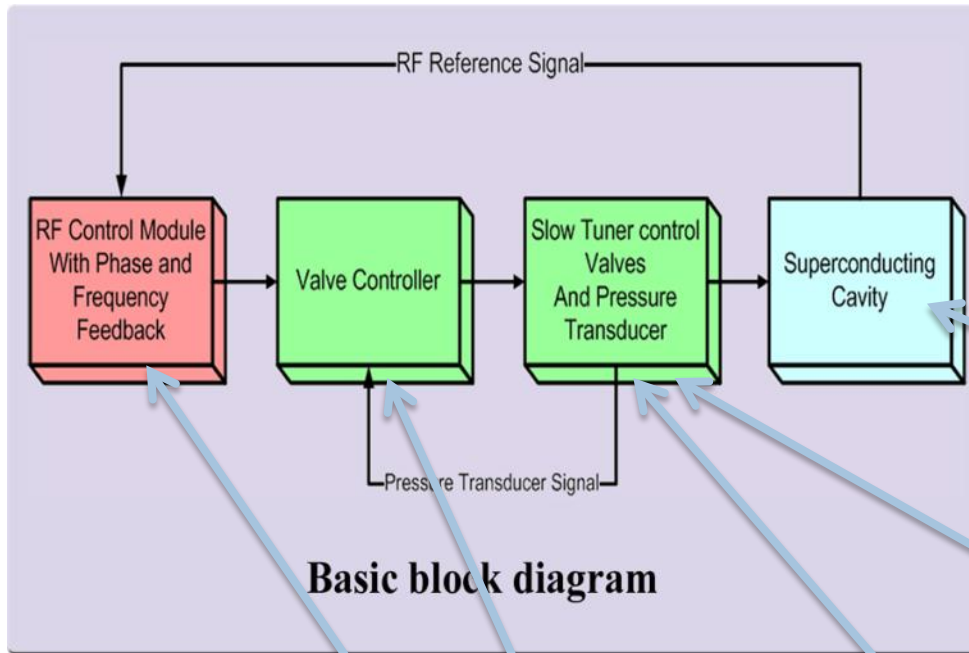 RF Reference Signal
RF Control Module
With Phase and
Frequency
Feedback
Valve Controller
Slow Tuner control
Valves
And Pressure
Transducer
Superconducting
Cavity
Pressure Transducer Signal
Basic block diagram